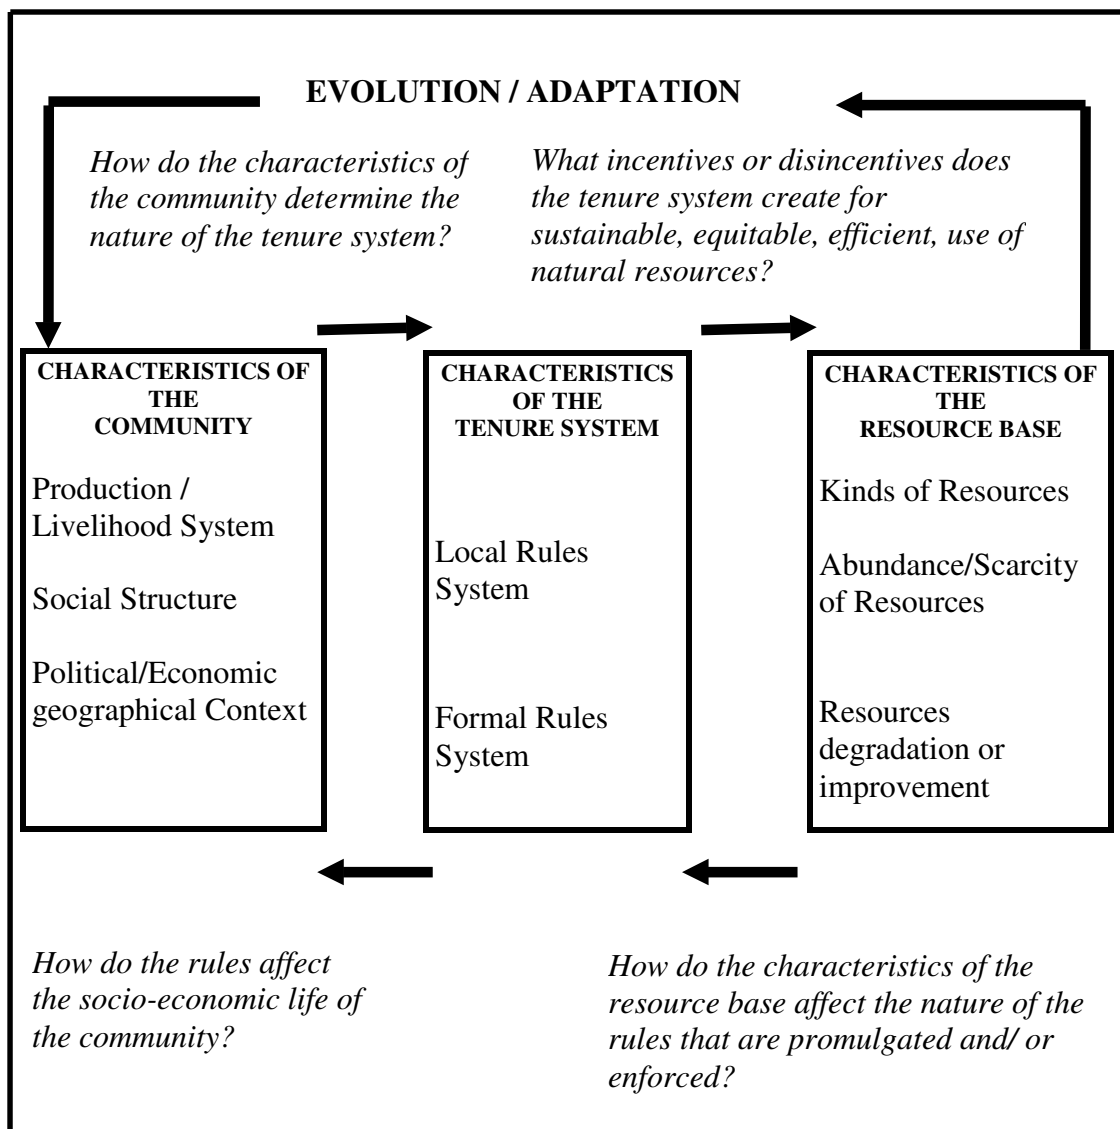 EVOLUTION / ADAPTATION
How do the characteristics of
the community determine the
nature of the tenure system?
What incentives or disincentives does
the tenure system create for
sustainable, equitable, efficient, use of
natural resources?
CHARACTERISTICS OF
THE
COMMUNITY
Production /
Livelihood System
Social Structure
Political/Economic
geographical Context
CHARACTERISTICS
OF THE
TENURE SYSTEM
Local Rules
System
Formal Rules
System
CHARACTERISTICS OF
THE
RESOURCE BASE
Kinds of Resources
Abundance/Scarcity
of Resources
Resources
degradation or
improvement
How do the rules affect
the socio-economic life of
the community?
How do the characteristics of the
resource base affect the nature of the
rules that are promulgated and/ or
enforced?